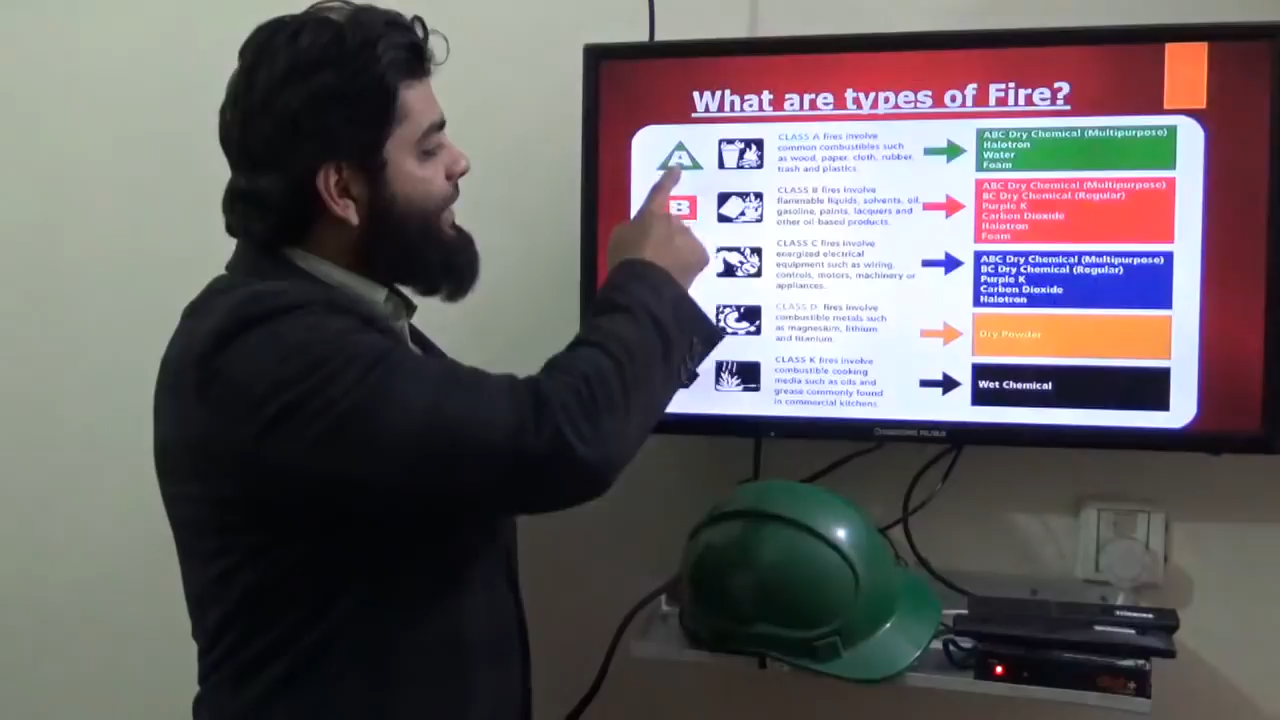 What are types of Fire?
A
CLASS A fires involve
common combustibles such
as wood, paper, cloth, rubber,
trash and plastics.
ABC Dry Chemical (Multipurpose)
Halotron
Water
Foam
B
CLASS B fires involve
flammable liquids, solvents, oil,
gasoline, paints, lacquers and
other oil based products.
ABC Dry Chemical (Multipurpose)
BC Dry Chemical (Regular)
Purple K
Carbon Dioxide
Halotron
Foam
CLASS C fires involve
energized electrical
equipment such as wiring,
controls, motors, machinery or
appliances.
ABC Dry Chemical (Multipurpose)
BC Dry Chemical (Regular)
Purple K
Carbon Dioxide
Halotron
CLASS D fires involve
combustible metals such
as magnesium, lithium
and titanium.
Dry Powder
CLASS K fires involve
combustible cooking
media such as oils and
grease commonly found
in commercial kitchens
Wet Chemical